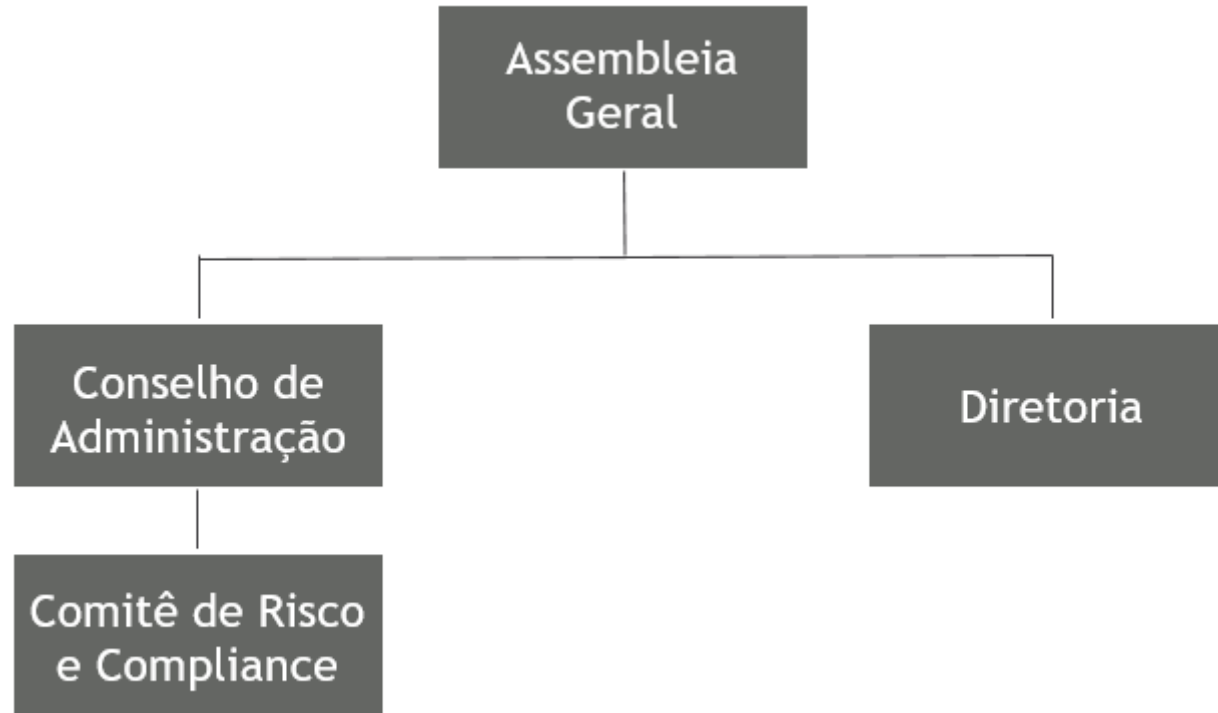 Assembleia
Geral
Conselho de
Administração
Diretoria
Comitê de Risco
e Compliance